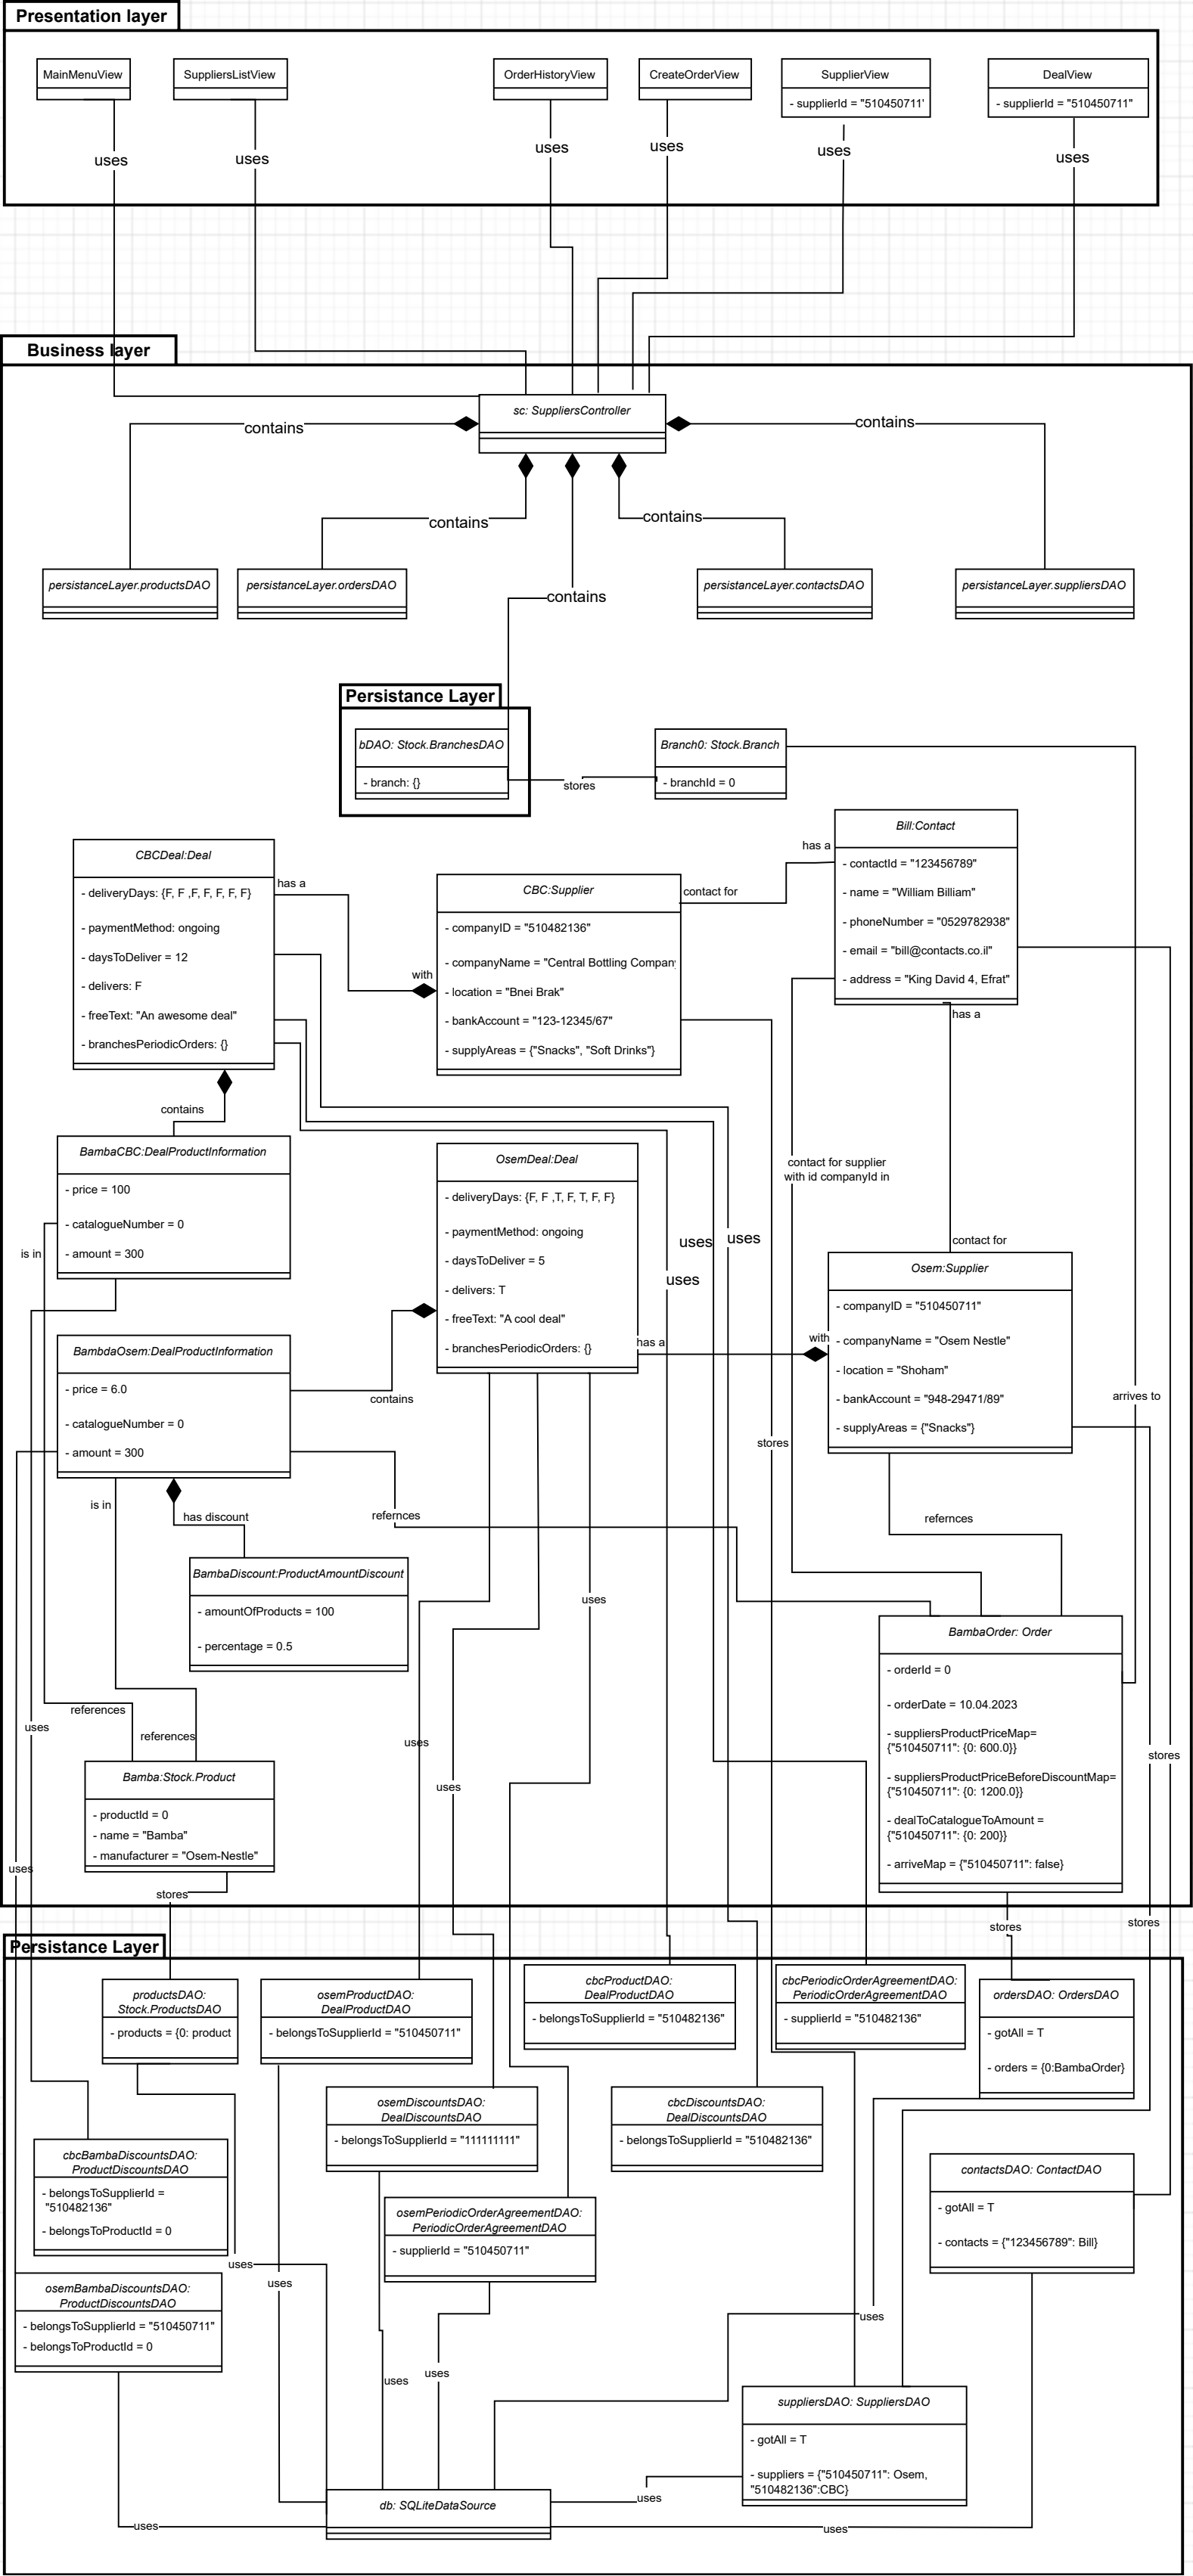 Presentation layer
MainMenuView
SuppliersListView
OrderHistoryView
CreateOrderView
SupplierView
- supplierId = "510450711'
DealView
- supplierId = "510450711"
uses
uses
uses
uses
uses
uses
Business layer
sc: SuppliersController
contains
contains
contains
contains
contains
persistanceLayer.productsDAO
persistanceLayer.ordersDAO
persistanceLayer.contactsDAO
persistanceLayer.suppliersDAO
Persistance Layer
bDAO: Stock.BranchesDAO
- branch: {}
stores
Branch0: Stock.Branch
- branchId = 0
CBCDeal:Deal
- deliveryDays: {F, F ,F, F, F, F, F}
- paymentMethod: ongoing
- daysToDeliver = 12
- delivers: F
- freeText: "An awesome deal"
- branchesPeriodicOrders: {}
has a
with
CBC:Supplier
- companyID = "510482136"
- companyName = "Central Bottling Company
- location = "Bnei Brak"
- bankAccount = "123-12345/67"
- supplyAreas = {"Snacks", "Soft Drinks"}
contact for
has a
Bill:Contact
- contactId = "123456789"
- name = "William Billiam"
- phoneNumber = "0529782938"
- email = "bill@contacts.co.il"
- address = "King David 4, Efrat"
has a
contains
BambaCBC:DealProductInformation
- price = 100
- catalogueNumber = 0
- amount = 300
is in
OsemDeal:Deal
- deliveryDays: {F, F ,T, F, T, F, F}
- paymentMethod: ongoing
- daysToDeliver = 5
- delivers: T
- freeText: "A cool deal"
- branchesPeriodicOrders: {}
contact for supplier
with id companyId in
uses
uses
uses
contact for
Osem:Supplier
- companyID = "510450711"
- companyName = "Osem Nestle"
- location = "Shoham"
- bankAccount = "948-29471/89"
- supplyAreas = {"Snacks"}
has a
with
BambdaOsem:DealProductInformation
- price = 6.0
- catalogueNumber = 0
- amount = 300
contains
arrives to
stores
is in
has discount
refernces
refernces
BambaDiscount:ProductAmountDiscount
- amountOfProducts = 100
- percentage = 0.5
uses
BambaOrder: Order
- orderId = 0
- orderDate = 10.04.2023
- suppliersProductPriceMap=
{"510450711": {0: 600.0}}
- suppliersProductPriceBeforeDiscountMap=
{"510450711": {0: 1200.0}}
- dealToCatalogueToAmount =
{"510450711": {0: 200}}
- arriveMap = {"510450711": false}
references
references
uses
uses
uses
stores
Bamba:Stock.Product
- productId = 0
- name = "Bamba"
- manufacturer = "Osem-Nestle"
uses
stores
stores
stores
Persistance Layer
productsDAO:
Stock.ProductsDAO
- products = {0: product
osemProductDAO:
DealProductDAO
- belongsToSupplierId = "510450711"
cbcProductDAO:
DealProductDAO
- belongsToSupplierId = "510482136"
cbcPeriodicOrderAgreementDAO:
PeriodicOrderAgreementDAO
- supplierId = "510482136"
ordersDAO: OrdersDAO
- gotAll = T
- orders = {0:BambaOrder}
osemDiscountsDAO:
DealDiscountsDAO
- belongsToSupplierId = "111111111"
cbcDiscountsDAO:
DealDiscountsDAO
- belongsToSupplierId = "510482136"
cbcBambaDiscountsDAO:
ProductDiscountsDAO
- belongsToSupplierId =
"510482136"
- belongsToProductId = 0
contactsDAO: ContactDAO
- gotAll = T
- contacts = {"123456789": Bill}
osemPeriodicOrderAgreementDAO:
PeriodicOrderAgreementDAO
- supplierId = "510450711"
uses
uses
osemBambaDiscountsDAO:
ProductDiscountsDAO
- belongsToSupplierId = "510450711"
- belongsToProductId = 0
uses
uses
uses
suppliersDAO: SuppliersDAO
- gotAll = T
- suppliers = {"510450711": Osem,
"510482136":CBC}
uses
db: SQLiteDataSource
uses
uses